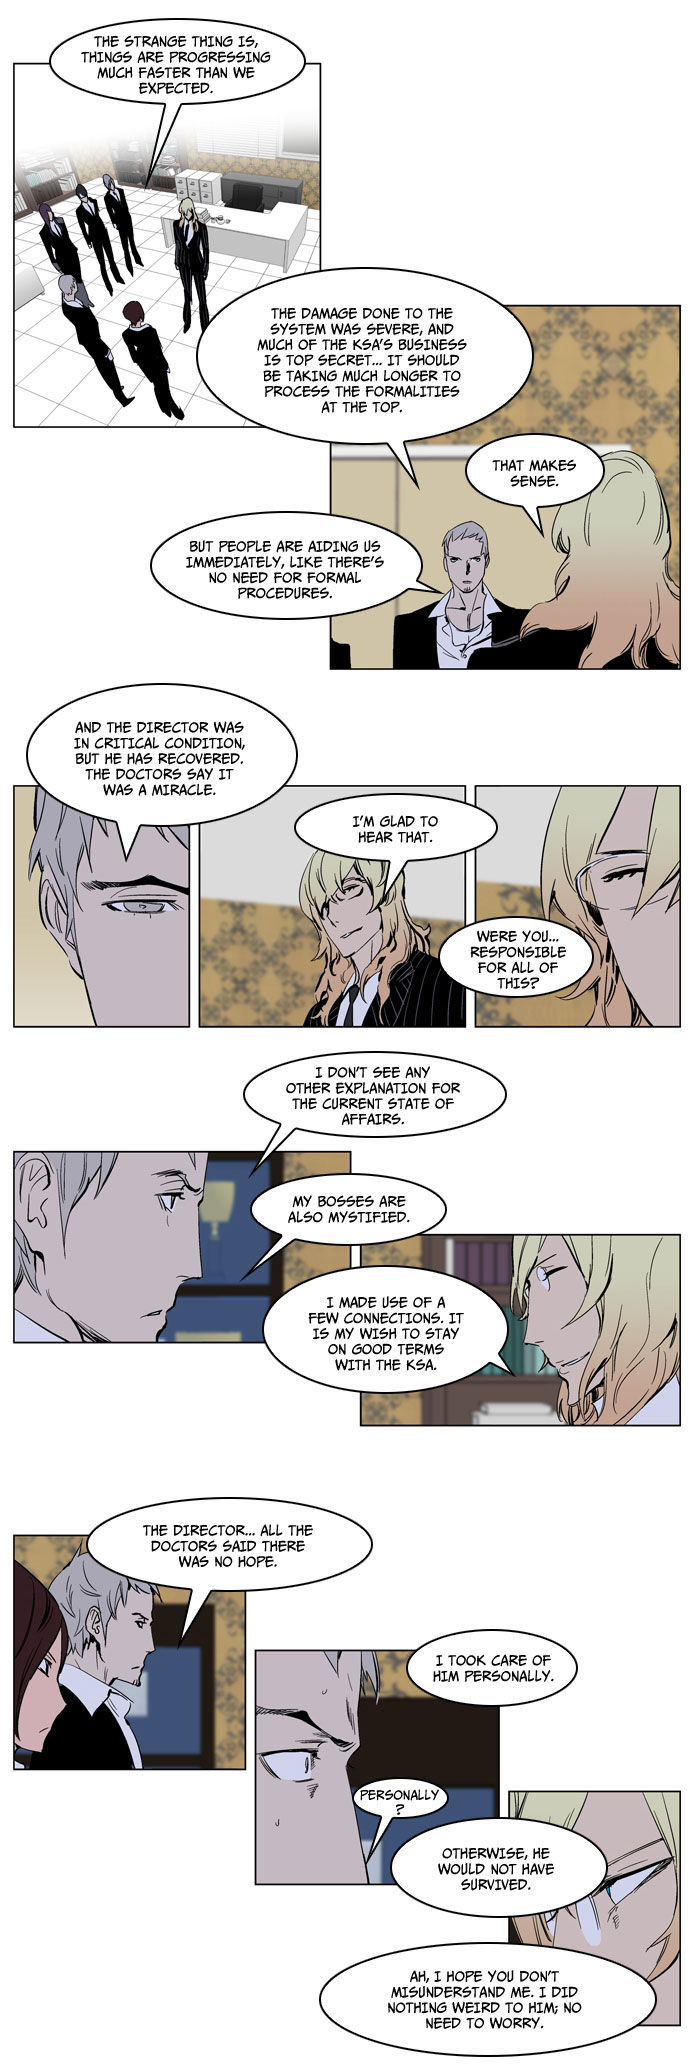 THE STRANGE THING IS,
THINGS ARE PROGRESSING
MUCH FASTER THAN WE
EXPECTED.
THE DAMAGE DONE TO THE
SYSTEM WAS SEVERE, AND
MUCH OF THE KSA'S BUSINESS
IS TOP SECRET... IT SHOULD
BE TAKING MUCH LONGER TO
PROCESS THE FORMALITIES
AT THE TOP.
THAT MAKES
SENSE.
BUT PEOPLE ARE AIDING US
IMMEDIATELY, LIKE THERE'S
NO NEED FOR FORMAL
PROCEDURES.
AND THE DIRECTOR WAS
IN CRITICAL CONDITION,
BUT HE HAS RECOVERED.
THE DOCTORS SAY IT
WAS A MIRACLE.
I'M GLAD TO
HEAR THAT.
WERE YOU...
RESPONSIBLE
FOR ALL OF
THIS?
I DON'T SEE ANY
OTHER EXPLANATION FOR
THE CURRENT STATE OF
AFFAIRS.
MY BOSSES ARE
ALSO MYSTIFIED.
I MADE USE OF A
FEW CONNECTIONS. IT
IS MY WISH TO STAY
ON GOOD TERMS
WITH THE KSA.
THE DIRECTOR... ALL THE
DOCTORS SAID THERE
WAS NO HOPE.
I TOOK CARE OF
HIM PERSONALLY.
PERSONALLY
?
OTHERWISE, HE
WOULD NOT HAVE
SURVIVED.
AH, I HOPE YOU DON'T
MISUNDERSTAND ME. I DID
NOTHING WEIRD TO HIM; NO
NEED TO WORRY.